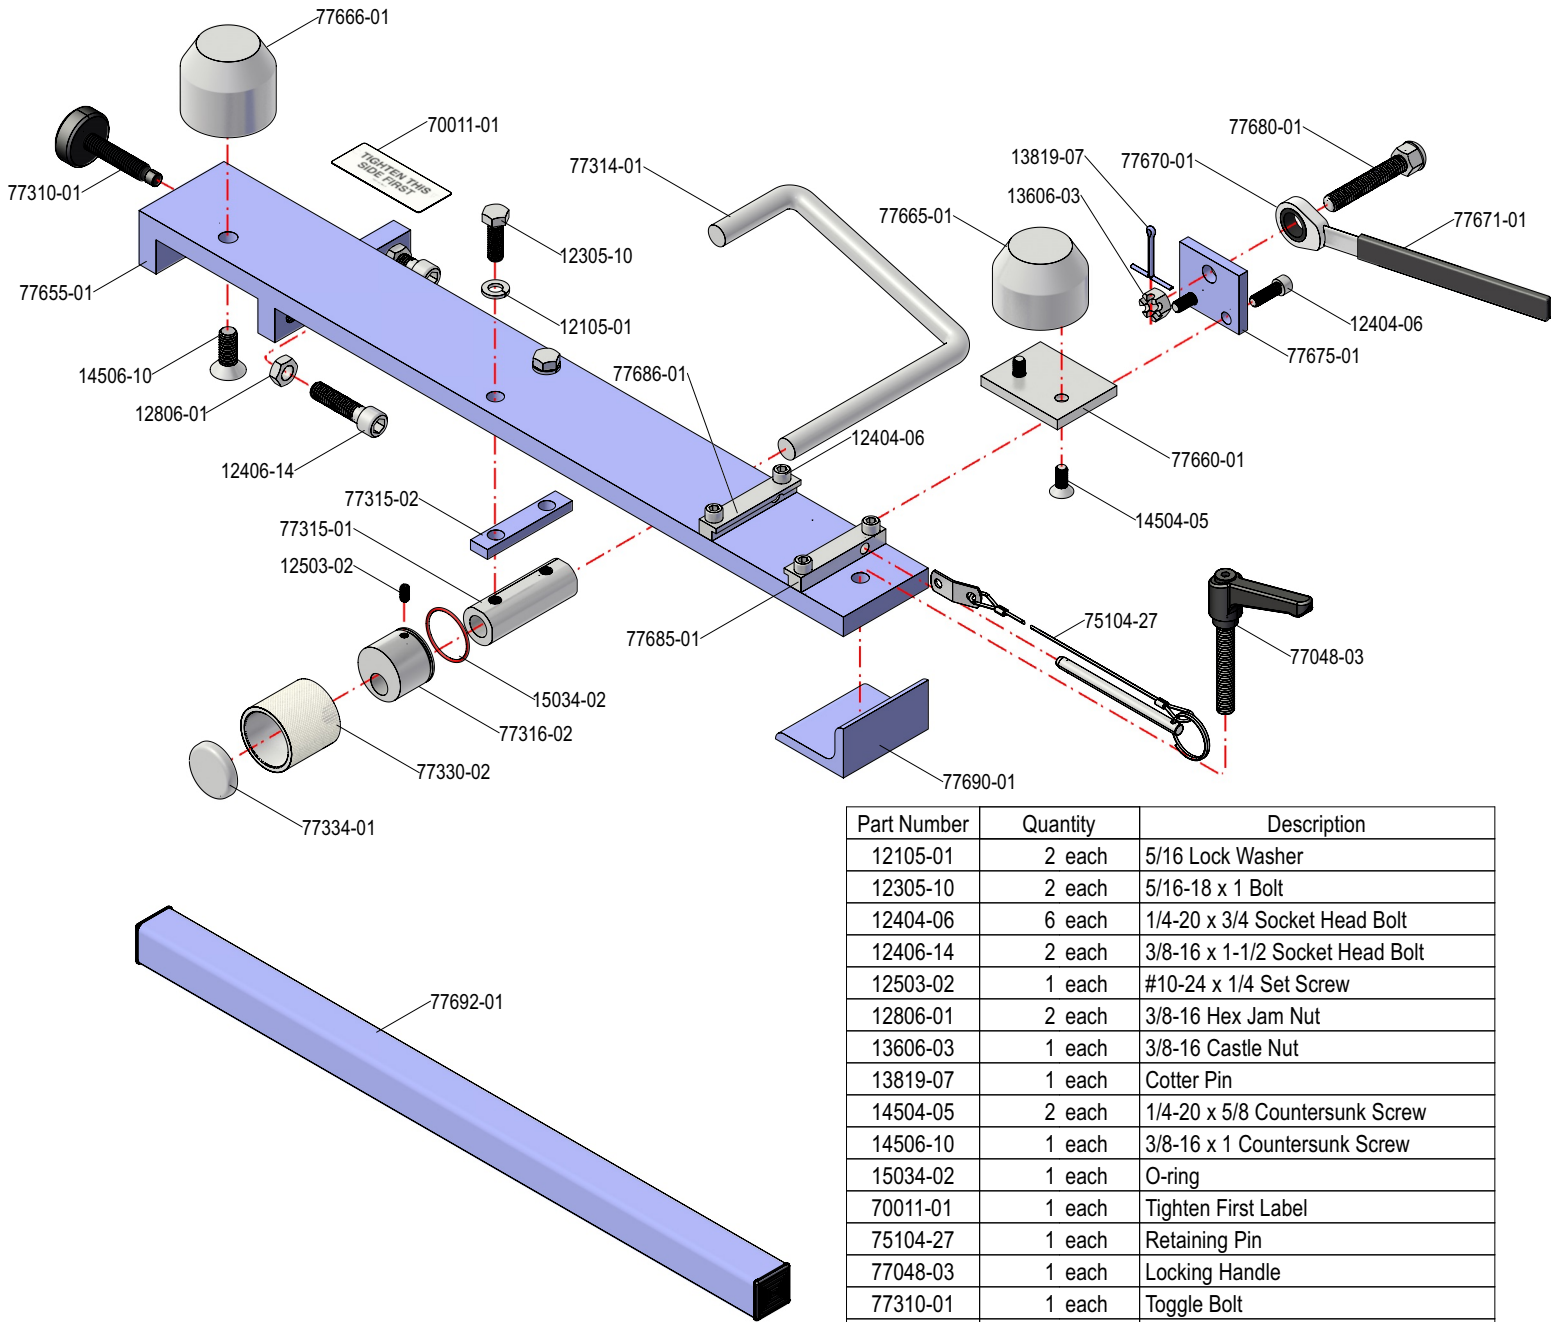 77666-01
70011-01
TIGHTEN THIS
SIDE FIRST
77314-01
77680-01
13819-07
77670-01
13606-03
77310-01
77665-01
77671-01
12305-10
77655-01
12105-01
12404-06
77675-01
14506-10
77686-01
12806-01
12404-06
77660-01
12406-14
77315-02
77315-01
14504-05
12503-02
77685-01
75104-27
77048-03
15034-02
77316-02
77330-02
77690-01
77334-01
77692-01
Part Number Quantity Description
12105-01 2 each 5/16 Lock Washer
12305-10 2 each 5/16-18 x 1 Bolt
12404-06 6 each 1/4-20 x 3/4 Socket Head Bolt
12406-14 2 each 3/8-16 x 1-1/2 Socket Head Bolt
12503-02 1 each #10-24 x 1/4 Set Screw
12806-01 2 each 3/8-16 Hex Jam Nut
13606-03 1 each 3/8-16 Castle Nut
13819-07 1 each Cotter Pin
14504-05 2 each 1/4-20 x 5/8 Countersunk Screw
14506-10 1 each 3/8-16 x 1 Countersunk Screw
15034-02 1 each O-ring
70011-01 1 each Tighten First Label
75104-27 1 each Retaining Pin
77048-03 1 each Locking Handle
77310-01 1 each Toggle Bolt